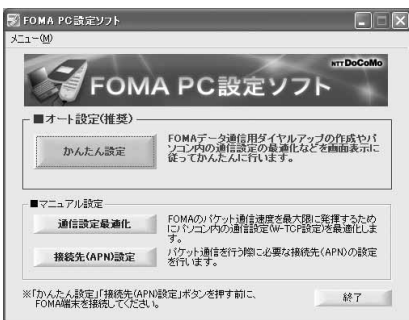 FOMA PC設定ソフト
メニュー(M)
NTT DoCoMo
FOMA PC設定ソフト
■オート設定(推奨)
かんたん設定
FOMAデータ通信用ダイヤルアップの作成やパ
ソコン内の通信設定の最適化などを画面表示に
従ってかんたんに行います。
■マニュアル設定
通信設定最適化
FOMAのパケット通信速度を最大限に発揮するため
にパソコン内の通信設定(W-TCP設定)を最適化しま
す。
接続先(APN)設定
パケット通信を行う際に必要な接続先(APN)の設定
を行います。
※「かんたん設定」「接続先(APN)設定」ボタンを押す前に、
FOMA端末を接続してください。
終了